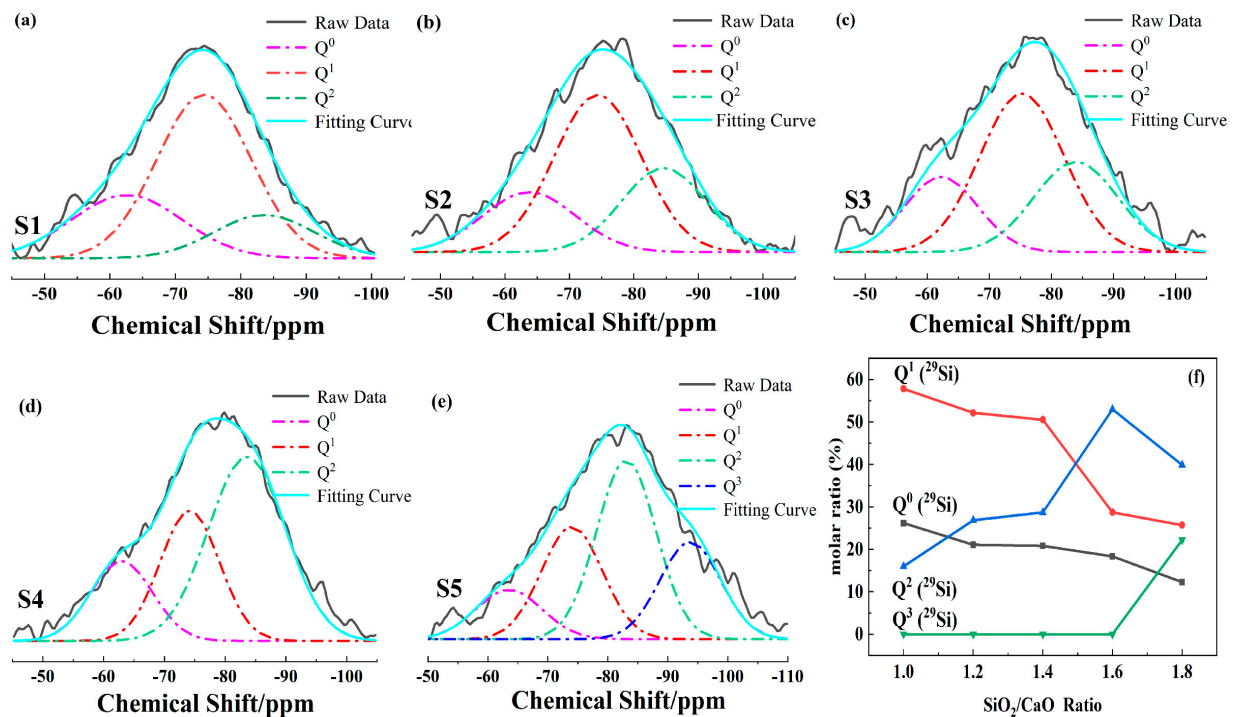 (a)
Raw Data
Q⁰
Q¹
Q²
Fitting Curve
S1
-50 -60 -70 -80 -90 -100
Chemical Shift/ppm
(b)
Raw Data
Q⁰
Q¹
Q²
Fitting Curve
S2
-50 -60 -70 -80 -90 -100
Chemical Shift/ppm
(c)
Raw Data
Q⁰
Q¹
Q²
Fitting Curve
S3
-50 -60 -70 -80 -90 -100
Chemical Shift/ppm
(d)
Raw Data
Q⁰
Q¹
Q²
Fitting Curve
S4
-50 -60 -70 -80 -90 -100
Chemical Shift/ppm
(e)
Raw Data
Q⁰
Q¹
Q²
Q³
Fitting Curve
S5
-50 -60 -70 -80 -90 -100 -110
Chemical Shift/ppm
(f)
molar ratio (%)
60
50
40
30
20
10
0
Q¹ (²⁹Si)
Q⁰ (²⁹Si)
Q² (²⁹Si)
Q³ (²⁹Si)
1.0 1.2 1.4 1.6 1.8
SiO₂/CaO Ratio